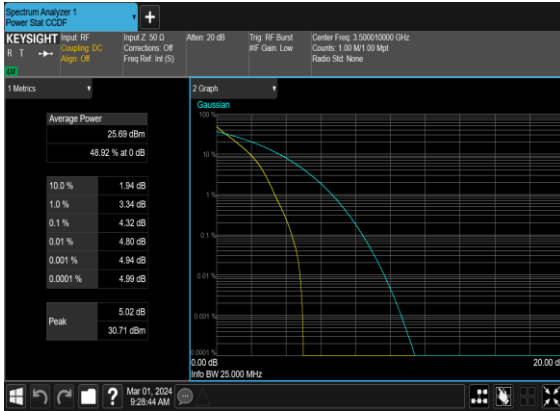 Spectrum Analyzer 1
Power Stat CCDF
+
KEYSIGHT
R T
LXI
Input: RF
Coupling: DC
Align: Off
Input Z: 50 Ω
Corrections: Off
Freq Ref: Int (S)
Atten: 20 dB
Trig: RF Burst
#IF Gain: Low
Center Freq: 3.500010000 GHz
Counts: 1.00 M/1.00 Mpt
Radio Std: None
1 Metrics
Average Power
25.69 dBm
48.92 % at 0 dB
10.0 % 1.94 dB
1.0 % 3.34 dB
0.1 % 4.32 dB
0.01 % 4.80 dB
0.001 % 4.94 dB
0.0001 % 4.99 dB
Peak
5.02 dB
30.71 dBm
2 Graph
Gaussian
100 %
10 %
1 %
0.1 %
0.01 %
0.001 %
0.0001 %
0.00 dB
20.00 d
Info BW 25.000 MHz
?
Mar 01, 2024
9:28:44 AM